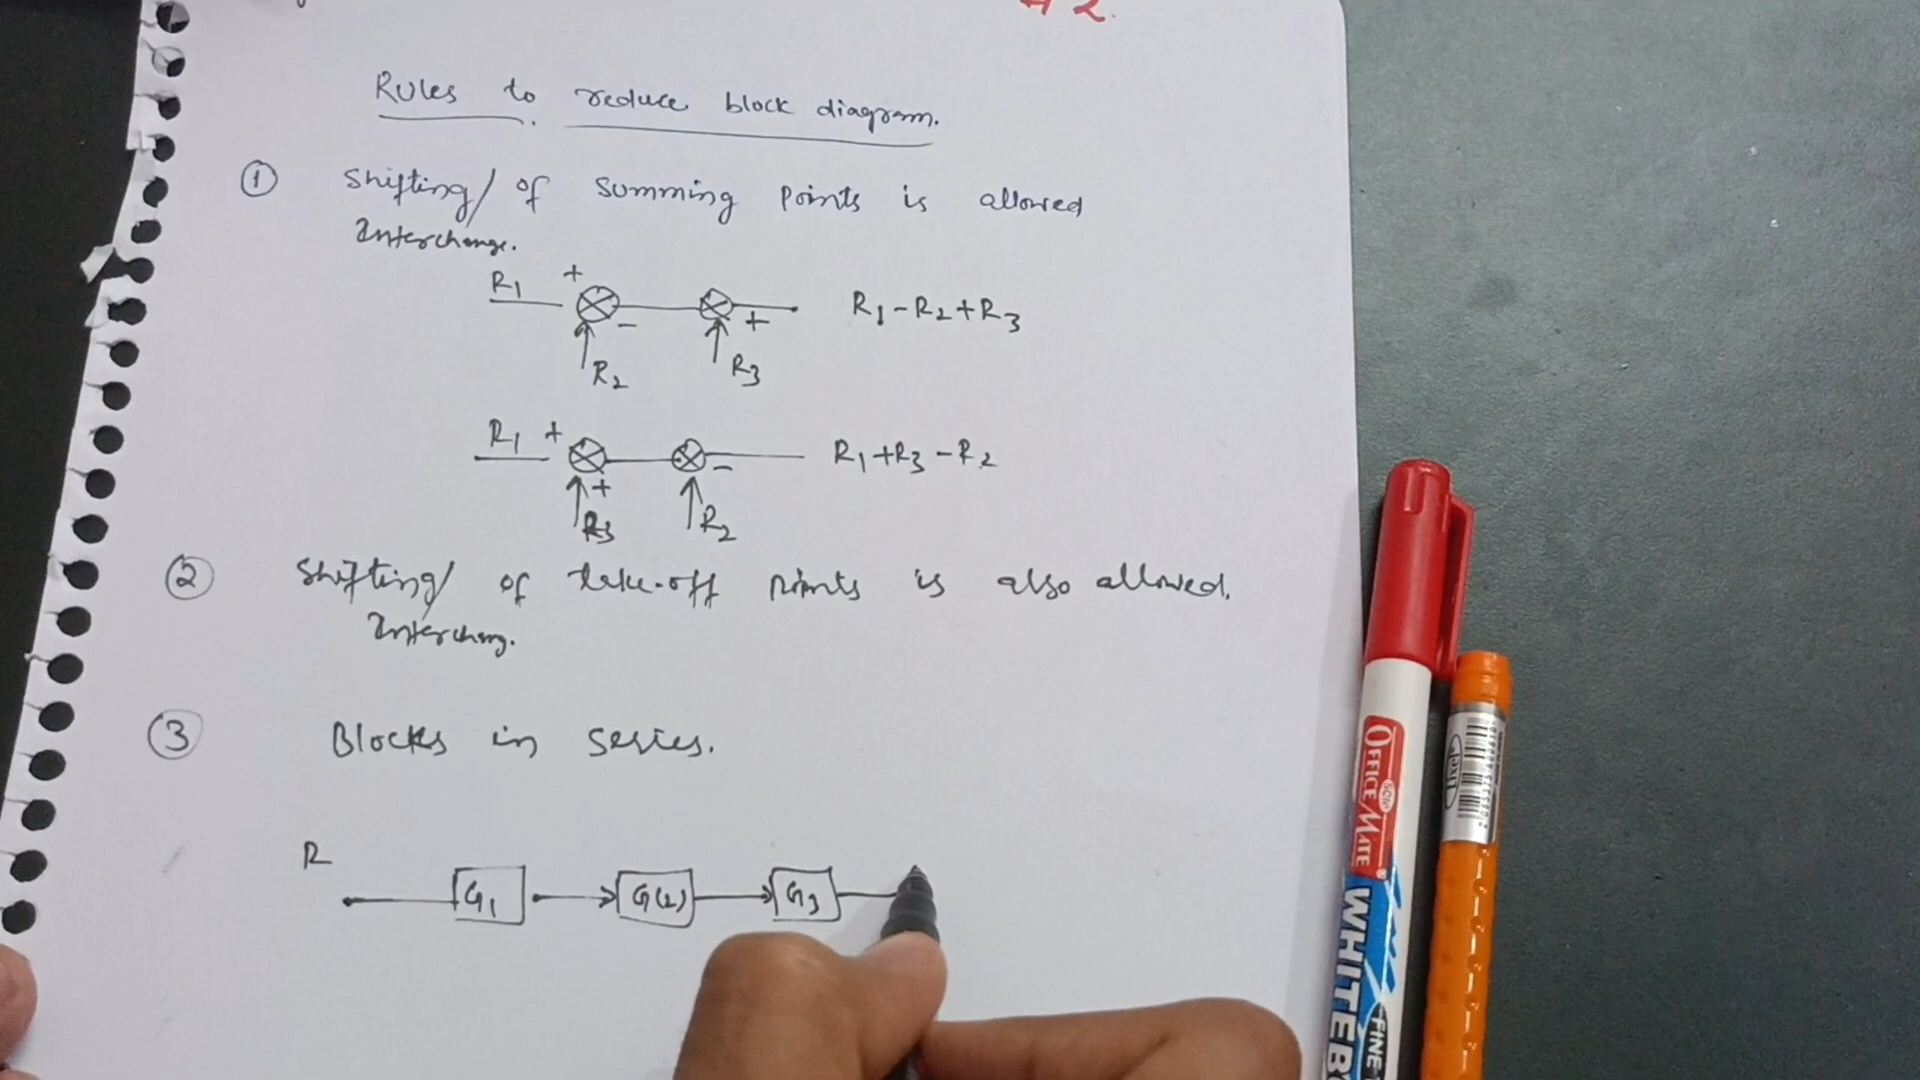 # 2.
Rules to reduce block diagram.
① Shifting/ of summing points is allowed
Interchange.
R1 + R1-R2+R3
- +
R2 R3
R1 + - R1+R3-R2
+
R3 R2
② Shifting/ of take-off points is also allowed.
Interchang.
③ Blocks in series.
R
G1 G(2) G3
OFFICE MATE
WHITEB
FINE